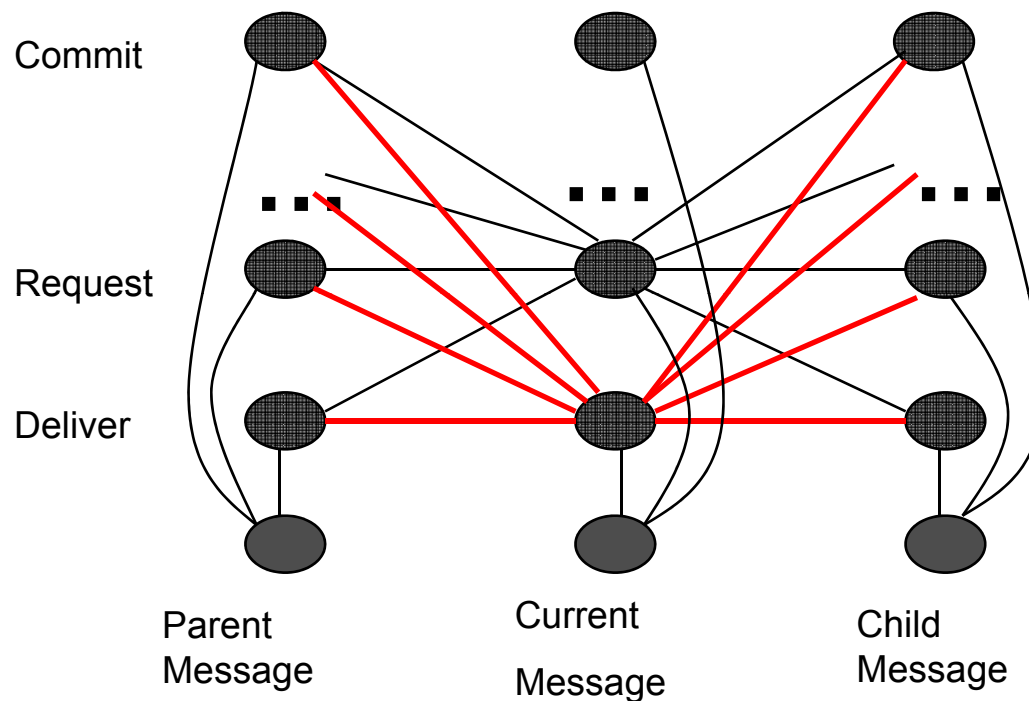 Commit
...
...
...
Request
Deliver
Parent
Message
Current
Message
Child
Message